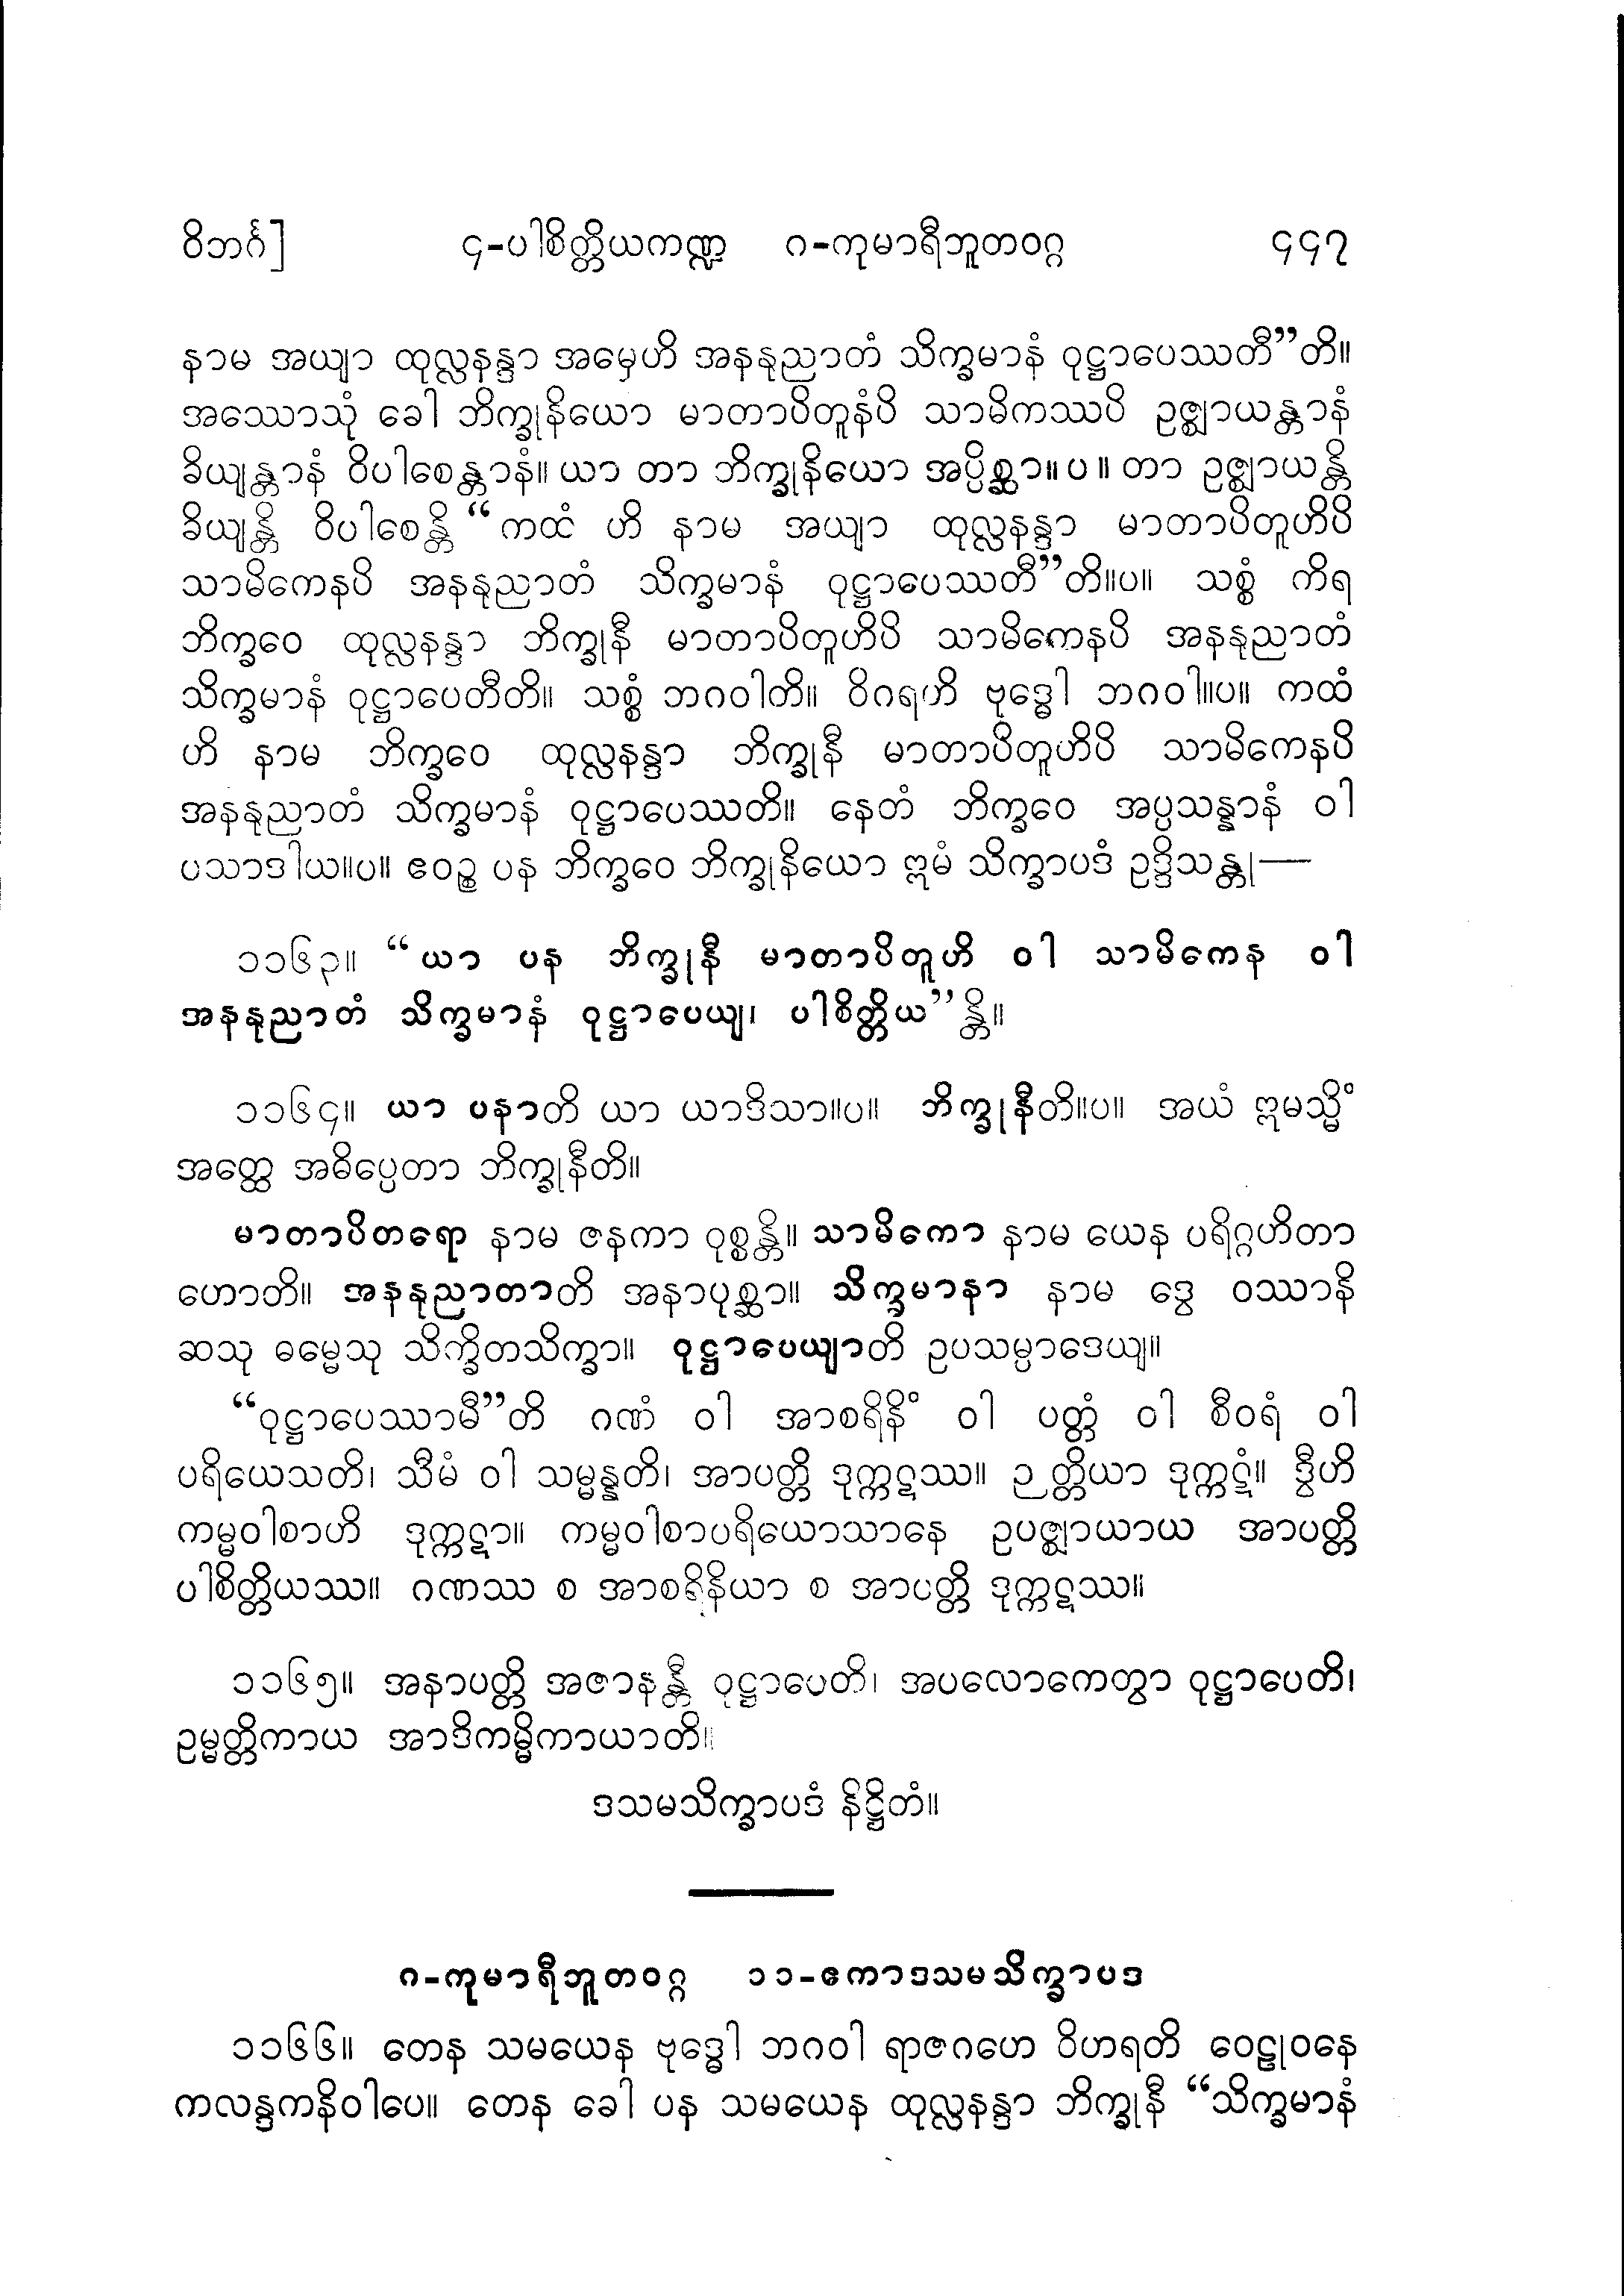 ဝိဘင်္ဂ] ၄-ပါစိတ္တိယကဏ္ဍ ဂ-ကုမာရီဘူတဝဂ္ဂ ၄၄၇
နာမ အယျာ ထုလ္လနန္ဒာ အမှေဟိ အနနုညာတံ သိက္ခမာနံ ဝုဋ္ဌာပေဿတီ”တိ။
အဿောသုံ ခေါ ဘိက္ခုနိယော မာတာပိတူနံပိ သာမိကဿပိ ဥဇ္ဈာယန္တာနံ
ခိယျန္တာနံ ဝိပါစေန္တာနံ။ ယာ တာ ဘိက္ခုနိယော အပ္ပိစ္ဆာ။ပ။ တာ ဥဇ္ဈာယန္တိ
ခိယျန္တိ ဝိပါစေန္တိ “ကထံ ဟိ နာမ အယျာ ထုလ္လနန္ဒာ မာတာပိတူဟိပိ
သာမိကေနပိ အနနုညာတံ သိက္ခမာနံ ဝုဋ္ဌာပေဿတီ”တိ။ပ။ သစ္စံ ကိရ
ဘိက္ခဝေ ထုလ္လနန္ဒာ ဘိက္ခုနီ မာတာပိတူဟိပိ သာမိကေနပိ အနနုညာတံ
သိက္ခမာနံ ဝုဋ္ဌာပေတီတိ။ သစ္စံ ဘဂဝါတိ။ ဝိဂရဟိ ဗုဒ္ဓေါ ဘဂဝါ။ပ။ ကထံ
ဟိ နာမ ဘိက္ခဝေ ထုလ္လနန္ဒာ ဘိက္ခုနီ မာတာပိတူဟိပိ သာမိကေနပိ
အနနုညာတံ သိက္ခမာနံ ဝုဋ္ဌာပေဿတိ။ နေတံ ဘိက္ခဝေ အပ္ပသန္နာနံ ဝါ
ပသာဒါယ။ပ။ ဧဝဉ္စ ပန ဘိက္ခဝေ ဘိက္ခုနိယော ဣမံ သိက္ခာပဒံ ဥဒ္ဒိသန္တု—
၁၁၆၃။ “ယာ ပန ဘိက္ခုနီ မာတာပိတူဟိ ဝါ သာမိကေန ဝါ
အနနုညာတံ သိက္ခမာနံ ဝုဋ္ဌာပေယျ၊ ပါစိတ္တိယ”န္တိ။
၁၁၆၄။ ယာ ပနာတိ ယာ ယာဒိသာ။ပ။ ဘိက္ခုနီတိ။ပ။ အယံ ဣမသ္မိံ
အတ္ထေ အဓိပ္ပေတာ ဘိက္ခုနီတိ။
မာတာပိတရော နာမ ဇနကာ ဝုစ္စန္တိ။ သာမိကော နာမ ယေန ပရိဂ္ဂဟိတာ
ဟောတိ။ အနနုညာတာတိ အနာပုစ္ဆာ။ သိက္ခမာနာ နာမ ဒွေ ဝဿာနိ
ဆသု ဓမ္မေသု သိက္ခိတသိက္ခာ။ ဝုဋ္ဌာပေယျာတိ ဥပသမ္ပာဒေယျ။
“ဝုဋ္ဌာပေဿာမီ”တိ ဂဏံ ဝါ အာစရိနိံ ဝါ ပတ္တံ ဝါ စီဝရံ ဝါ
ပရိယေသတိ၊ သီမံ ဝါ သမ္မန္နတိ၊ အာပတ္တိ ဒုက္ကဋဿ။ ဉတ္တိယာ ဒုက္ကဋံ။ ဒွီဟိ
ကမ္မဝါစာဟိ ဒုက္ကဋာ။ ကမ္မဝါစာပရိယောသာနေ ဥပဇ္ဈာယာယ အာပတ္တိ
ပါစိတ္တိယဿ။ ဂဏဿ စ အာစရိနိယာ စ အာပတ္တိ ဒုက္ကဋဿ။
၁၁၆၅။ အနာပတ္တိ အဇာနန္တီ ဝုဋ္ဌာပေတိ၊ အပလောကေတွာ ဝုဋ္ဌာပေတိ၊
ဥမ္မတ္တိကာယ အာဒိကမ္မိကာယာတိ။
ဒသမသိက္ခာပဒံ နိဋ္ဌိတံ။
ဂ-ကုမာရီဘူတဝဂ္ဂ ၁၁-ဧကာဒသမသိက္ခာပဒ
၁၁၆၆။ တေန သမယေန ဗုဒ္ဓေါ ဘဂဝါ ရာဇဂဟေ ဝိဟရတိ ဝေဠုဝနေ
ကလန္ဒကနိဝါပေ။ တေန ခေါ ပန သမယေန ထုလ္လနန္ဒာ ဘိက္ခုနီ “သိက္ခမာနံ